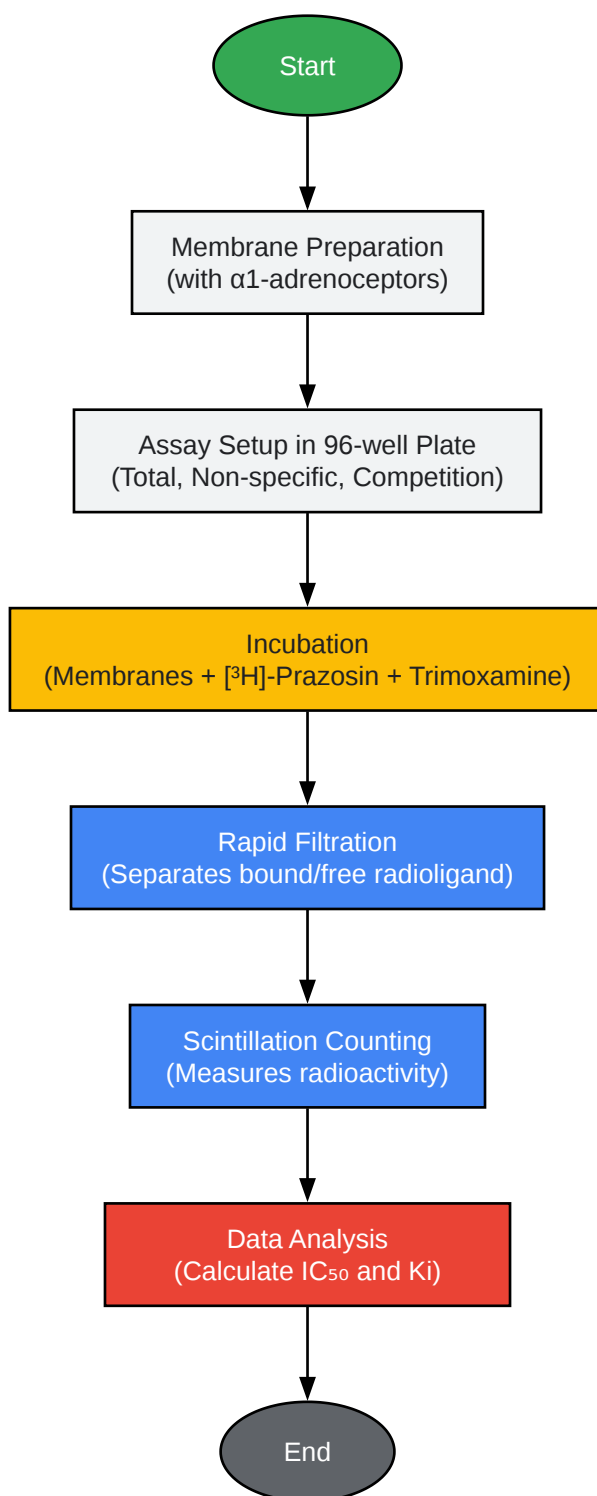 Start
Membrane Preparation
(with α1-adrenoceptors)
Assay Setup in 96-well Plate
(Total, Non-specific, Competition)
Incubation
(Membranes + [³H]-Prazosin + Trimoxamine)
Rapid Filtration
(Separates bound/free radioligand)
Scintillation Counting
(Measures radioactivity)
Data Analysis
(Calculate IC₅₀ and Ki)
End